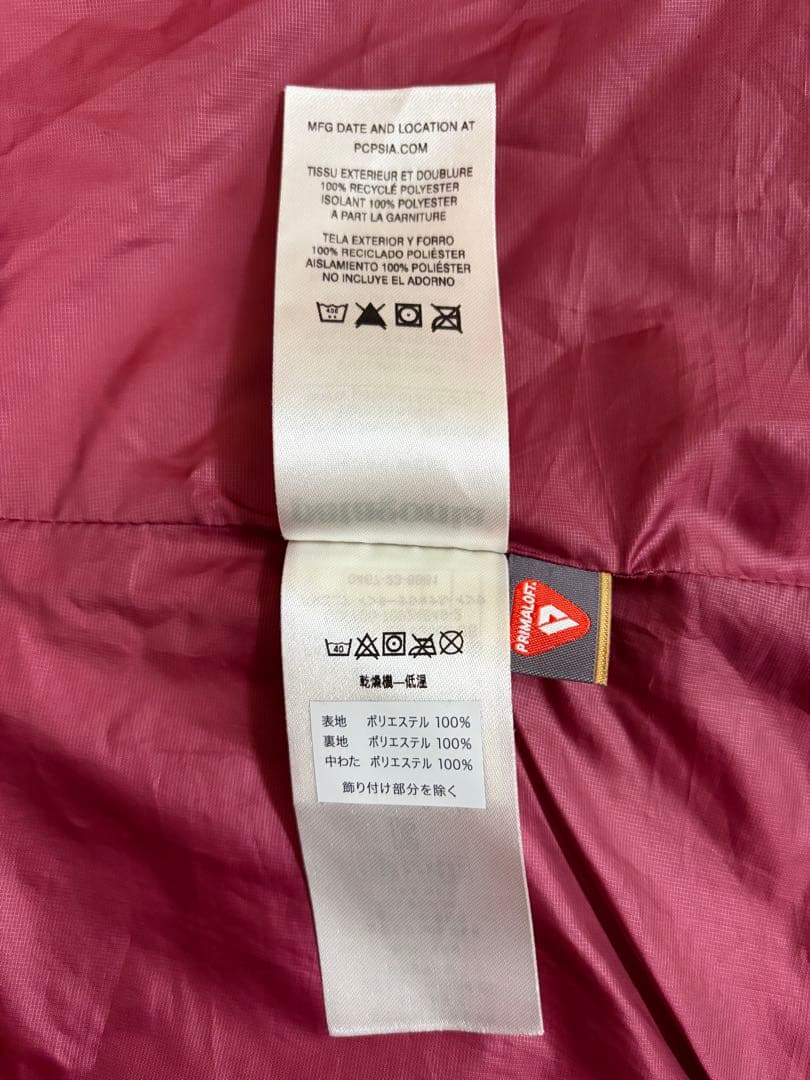 MFG DATE AND LOCATION AT
PCPSIA.COM
TISSU EXTERIEUR ET DOUBLURE
100% RECYCLÉ POLYESTER
ISOLANT 100% POLYESTER
A PART LA GARNITURE
TELA EXTERIOR Y FORRO
100% RECICLADO POLIÉSTER
AISLAMIENTO 100% POLIÉSTER
NO INCLUYE EL ADORNO
patagonia
PRIMALOFT
40
乾燥機—低温
表地 ポリエステル 100%
裏地 ポリエステル 100%
中わた ポリエステル 100%
飾り付け部分を除く